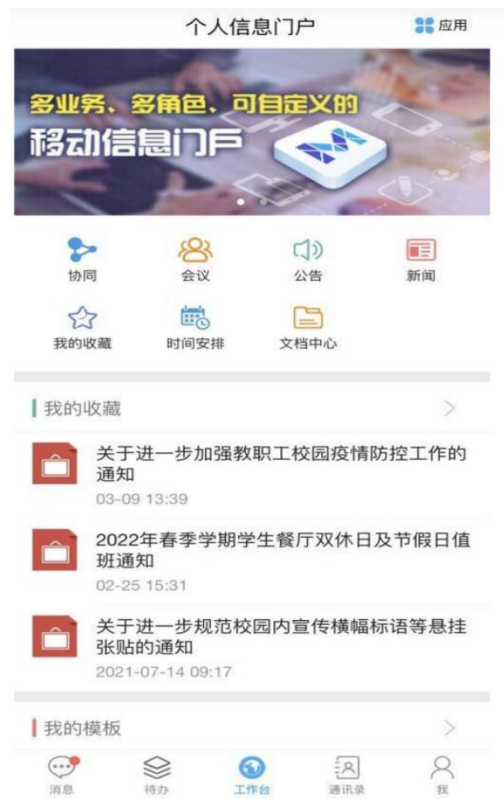 个人信息门户
应用
多业务、多角色、可自定义的
移动信息门户
协同
会议
公告
新闻
我的收藏
时间安排
文档中心
我的收藏
关于进一步加强教职工校园疫情防控工作的
通知
03-09 13:39
2022年春季学期学生餐厅双休日及节假日值
班通知
02-25 15:31
关于进一步规范校园内宣传横幅标语等悬挂
张贴的通知
2021-07-14 09:17
我的模板
消息
待办
工作台
通讯录
我